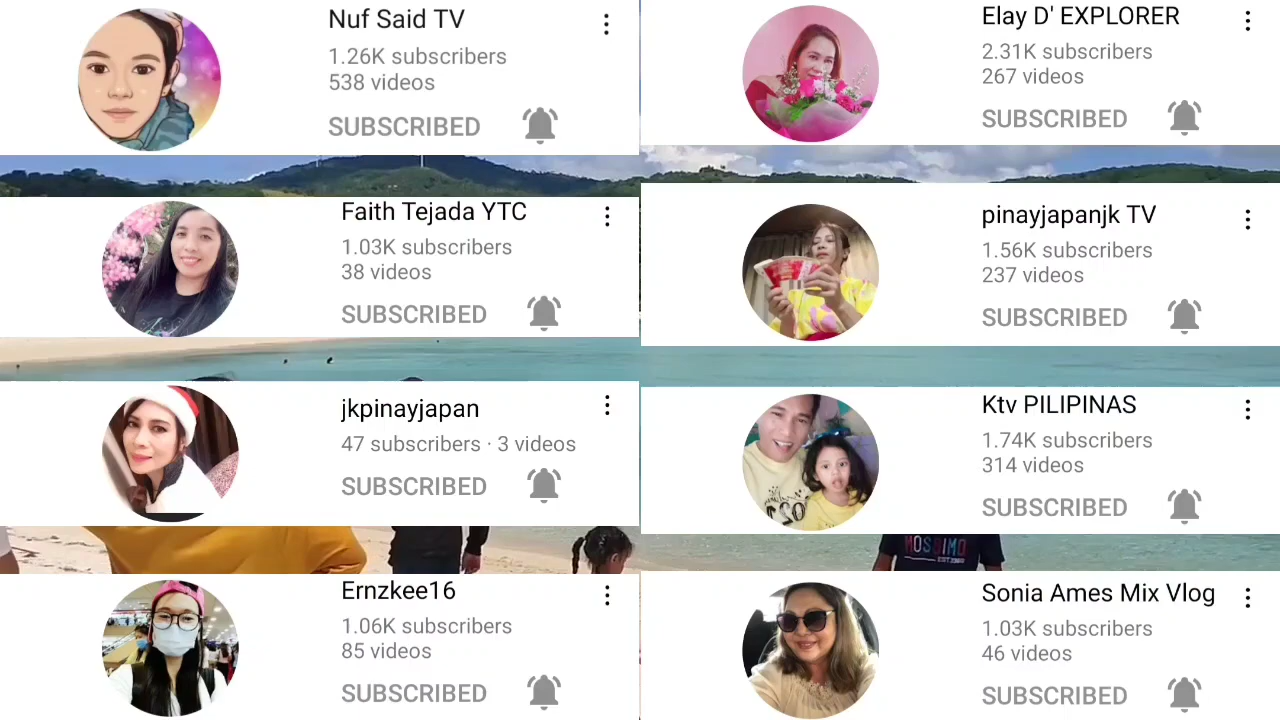 Nuf Said TV
1.26K subscribers
538 videos
SUBSCRIBED
Elay D' EXPLORER
2.31K subscribers
267 videos
SUBSCRIBED
Faith Tejada YTC
1.03K subscribers
38 videos
SUBSCRIBED
pinayjapanjk TV
1.56K subscribers
237 videos
SUBSCRIBED
jkpinayjapan
47 subscribers · 3 videos
SUBSCRIBED
Ktv PILIPINAS
1.74K subscribers
314 videos
SUBSCRIBED
MOSSIMO
Ernzkee16
1.06K subscribers
85 videos
SUBSCRIBED
Sonia Ames Mix Vlog
1.03K subscribers
46 videos
SUBSCRIBED